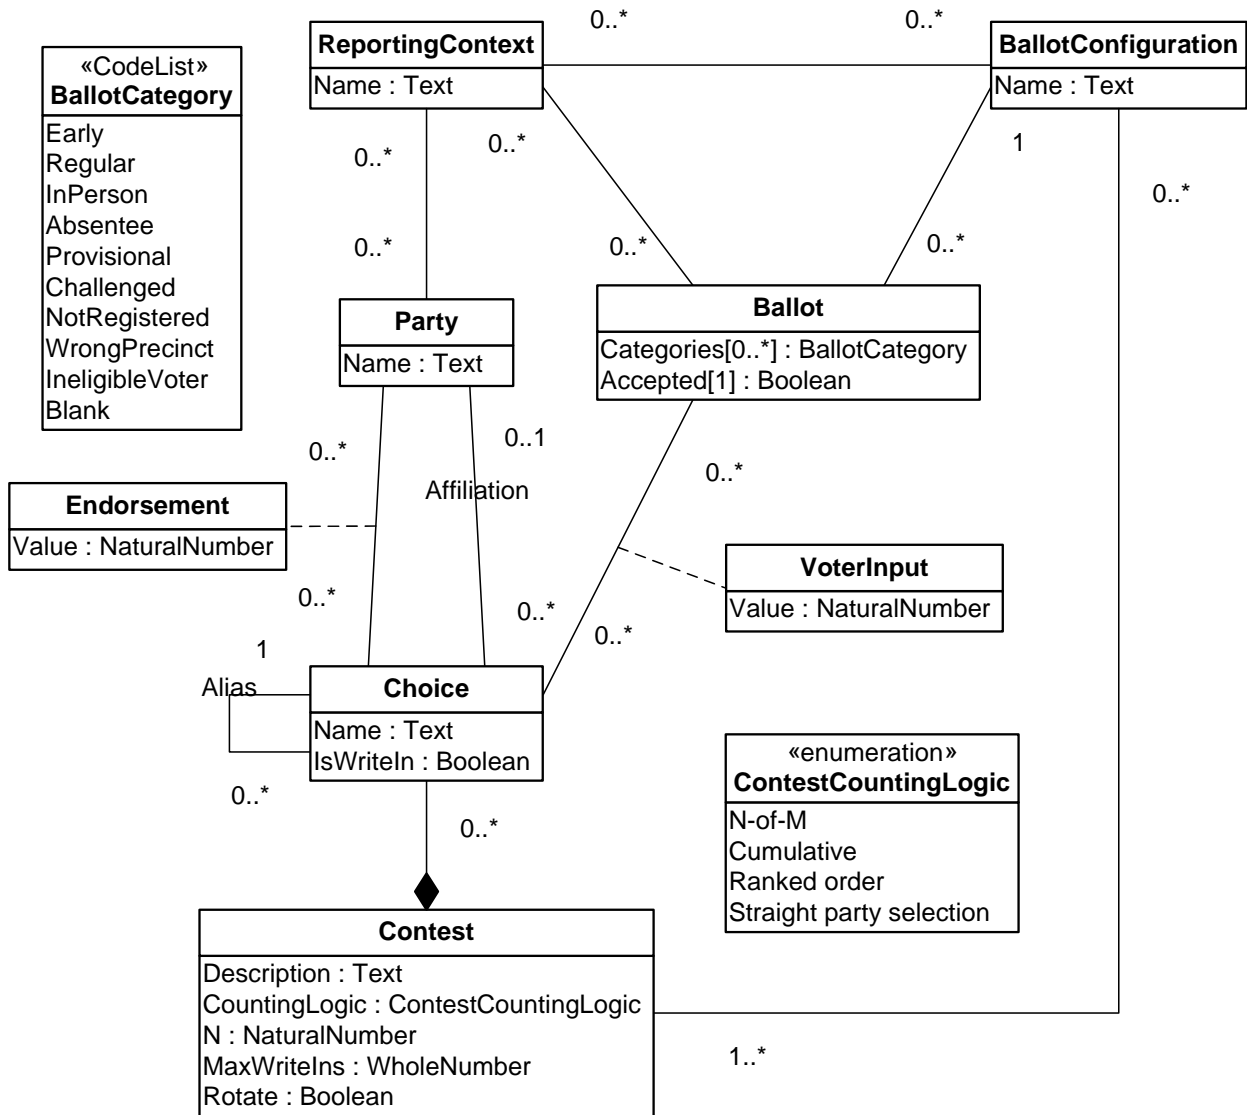 0..*
0..*
ReportingContext
Name : Text
BallotConfiguration
Name : Text
«CodeList»
BallotCategory
Early
Regular
InPerson
Absentee
Provisional
Challenged
NotRegistered
WrongPrecinct
IneligibleVoter
Blank
0..*
0..*
1
0..*
0..*
0..*
0..*
Party
Name : Text
Ballot
Categories[0..*] : BallotCategory
Accepted[1] : Boolean
0..*
0..1
0..*
Affiliation
Endorsement
Value : NaturalNumber
VoterInput
Value : NaturalNumber
0..*
0..*
0..*
1
Alias
Choice
Name : Text
IsWriteIn : Boolean
0..*
0..*
«enumeration»
ContestCountingLogic
N-of-M
Cumulative
Ranked order
Straight party selection
Contest
Description : Text
CountingLogic : ContestCountingLogic
N : NaturalNumber
MaxWriteIns : WholeNumber
Rotate : Boolean
1..*